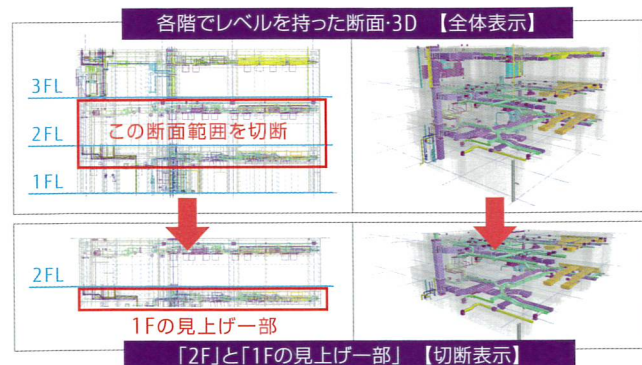 各階でレベルを持った断面･3D 【全体表示】
3FL
2FL
この断面範囲を切断
1FL
2FL
1Fの見上げ一部
｢2F｣と｢1Fの見上げ一部｣ 【切断表示】